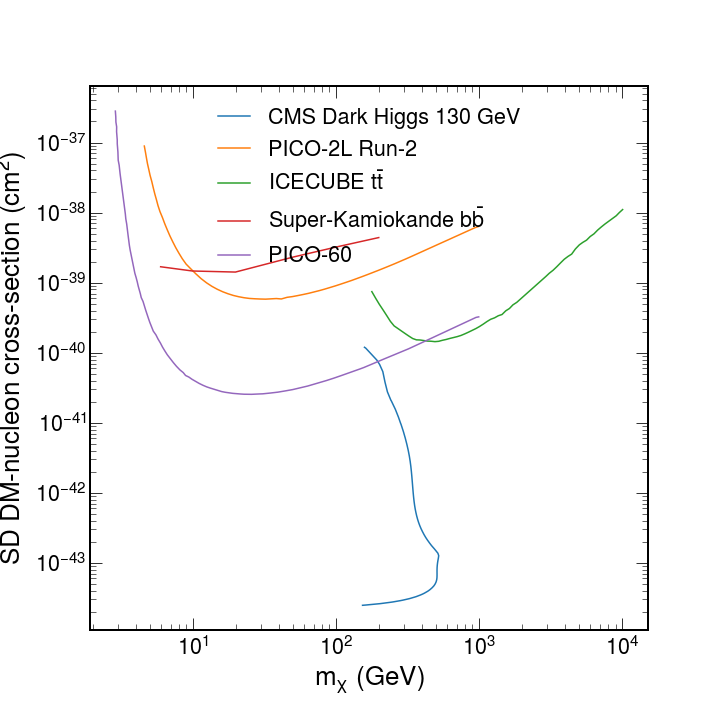 SD DM-nucleon cross-section (cm²)
10⁻³⁷
10⁻³⁸
10⁻³⁹
10⁻⁴⁰
10⁻⁴¹
10⁻⁴²
10⁻⁴³
CMS Dark Higgs 130 GeV
PICO-2L Run-2
ICECUBE tt̄
Super-Kamiokande bb̄
PICO-60
10¹ 10² 10³ 10⁴
mχ (GeV)